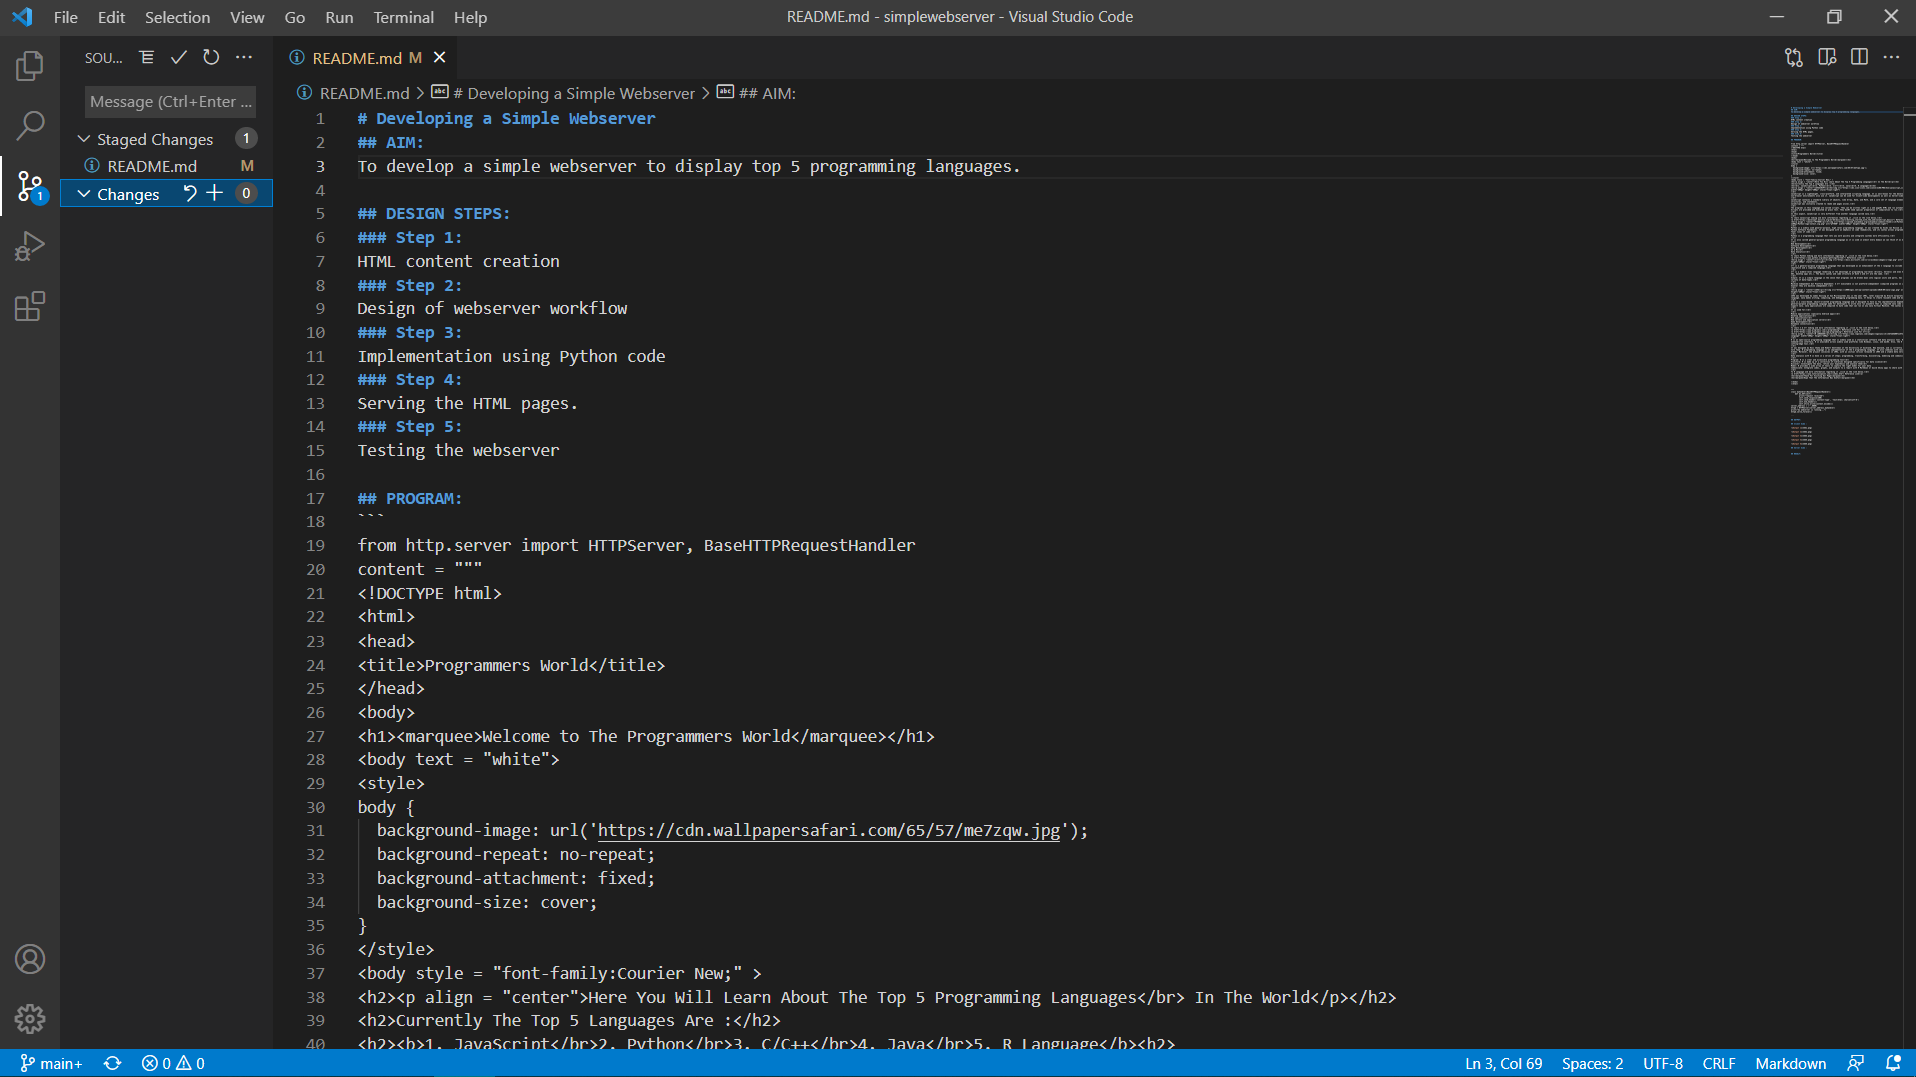 File Edit Selection View Go Run Terminal Help
README.md - simplewebserver - Visual Studio Code
SOU...
README.md M
Message (Ctrl+Enter ...
Staged Changes 1
README.md M
Changes 0
1
README.md > # Developing a Simple Webserver > ## AIM:
1 # Developing a Simple Webserver
2 ## AIM:
3 To develop a simple webserver to display top 5 programming languages.
4
5 ## DESIGN STEPS:
6 ### Step 1:
7 HTML content creation
8 ### Step 2:
9 Design of webserver workflow
10 ### Step 3:
11 Implementation using Python code
12 ### Step 4:
13 Serving the HTML pages.
14 ### Step 5:
15 Testing the webserver
16
17 ## PROGRAM:
18 ```
19 from http.server import HTTPServer, BaseHTTPRequestHandler
20 content = """
21 <!DOCTYPE html>
22 <html>
23 <head>
24 <title>Programmers World</title>
25 </head>
26 <body>
27 <h1><marquee>Welcome to The Programmers World</marquee></h1>
28 <body text = "white">
29 <style>
30 body {
31 background-image: url('https://cdn.wallpapersafari.com/65/57/me7zqw.jpg');
32 background-repeat: no-repeat;
33 background-attachment: fixed;
34 background-size: cover;
35 }
36 </style>
37 <body style = "font-family:Courier New;" >
38 <h2><p align = "center">Here You Will Learn About The Top 5 Programming Languages</br> In The World</p></h2>
39 <h2>Currently The Top 5 Languages Are :</h2>
40 <h2><b>1. JavaScript</br>2. Python</br>3. C/C++</br>4. Java</br>5. R Language</b><h2>
main+ 0 0
Ln 3, Col 69 Spaces: 2 UTF-8 CRLF Markdown